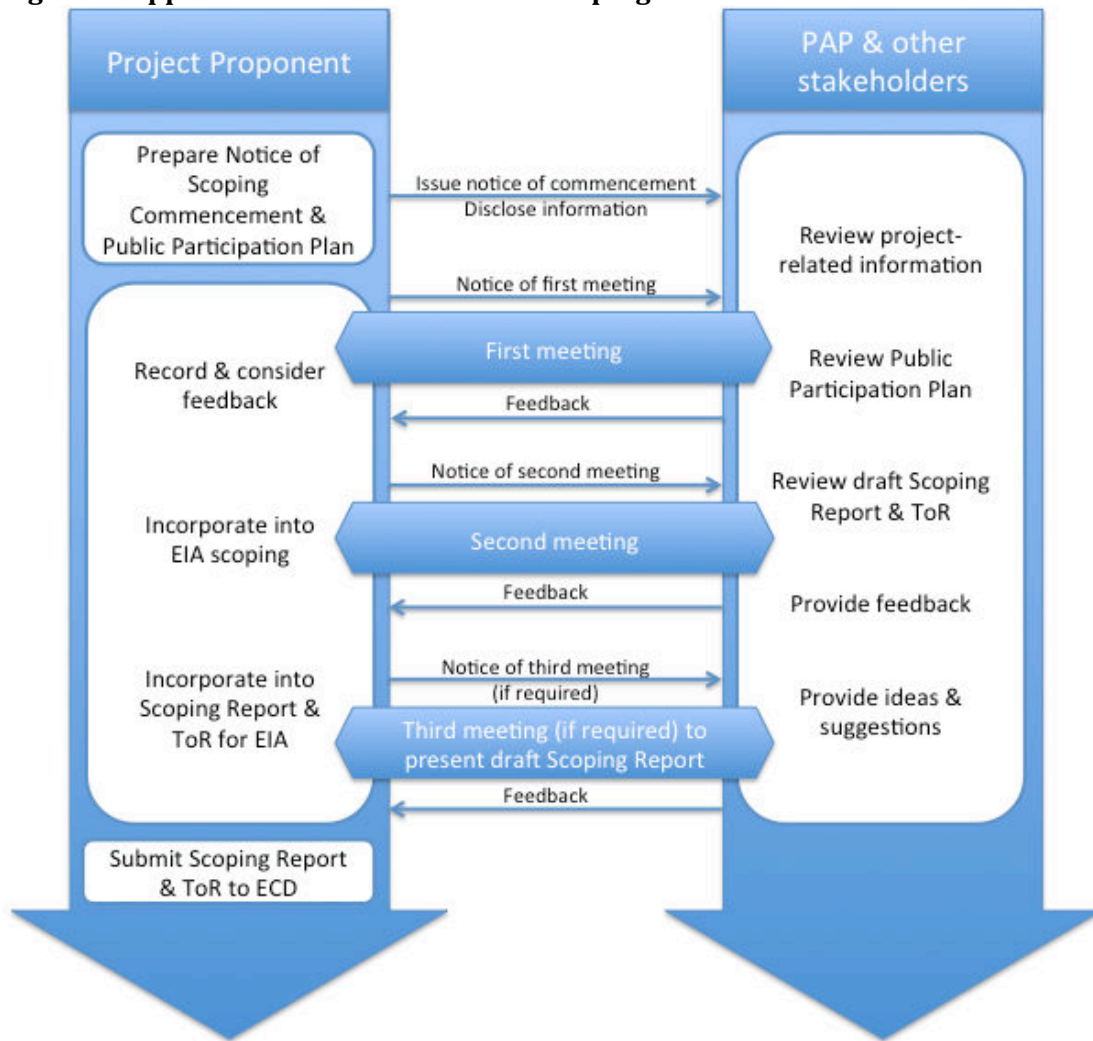 Project Proponent
PAP & other
stakeholders
Prepare Notice of
Scoping
Commencement &
Public Participation Plan
Issue notice of commencement
Disclose information
Review project-
related information
Notice of first meeting
First meeting
Record & consider
feedback
Review Public
Participation Plan
Feedback
Notice of second meeting
Review draft Scoping
Report & ToR
Incorporate into
EIA scoping
Second meeting
Feedback
Provide feedback
Notice of third meeting
(if required)
Incorporate into
Scoping Report &
ToR for EIA
Provide ideas &
suggestions
Third meeting (if required) to
present draft Scoping Report
Feedback
Submit Scoping Report
& ToR to ECD